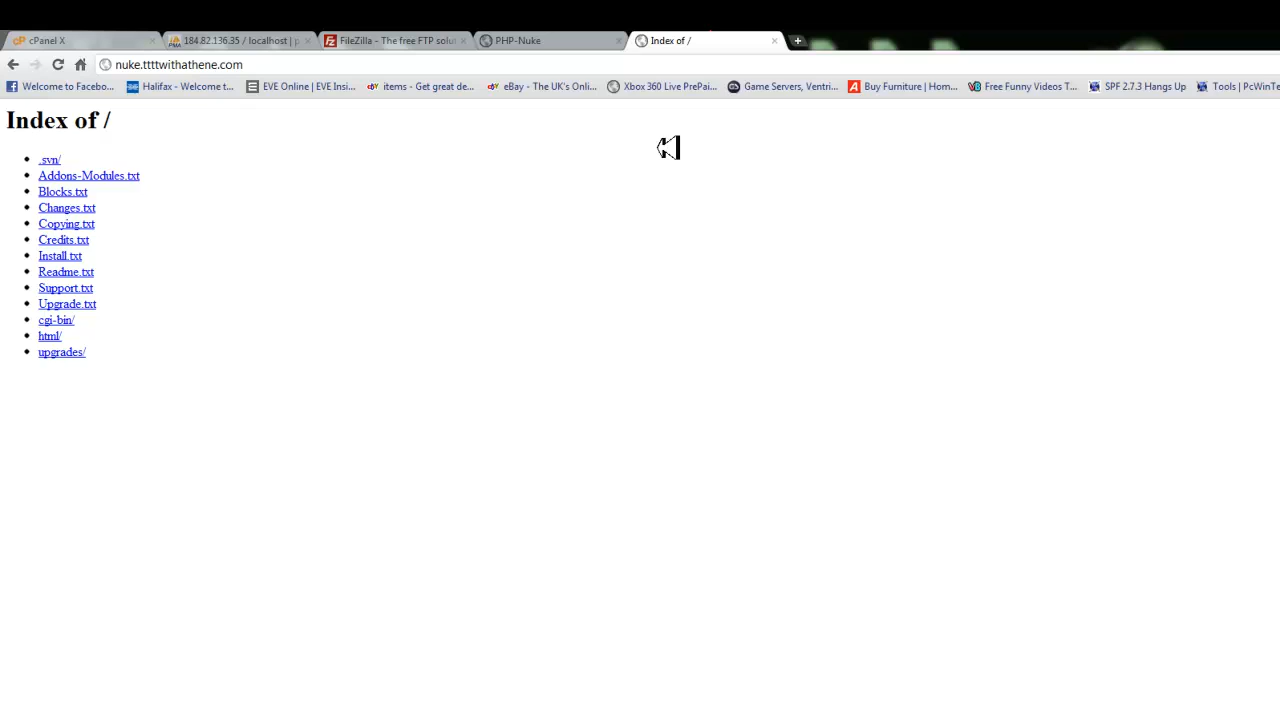 cPanel X
184.82.136.35 / localhost | p
FileZilla - The free FTP solut
PHP-Nuke
Index of /
nuke.ttttwithathene.com
Welcome to Facebo...
Halifax - Welcome t...
EVE Online | EVE Insi...
items - Get great de...
eBay - The UK's Onli...
Xbox 360 Live PrePai...
Game Servers, Ventri...
Buy Furniture | Hom...
Free Funny Videos T...
SPF 2.7.3 Hangs Up
Tools | PcWinTe
Index of /
.svn/
Addons-Modules.txt
Blocks.txt
Changes.txt
Copying.txt
Credits.txt
Install.txt
Readme.txt
Support.txt
Upgrade.txt
cgi-bin/
html/
upgrades/